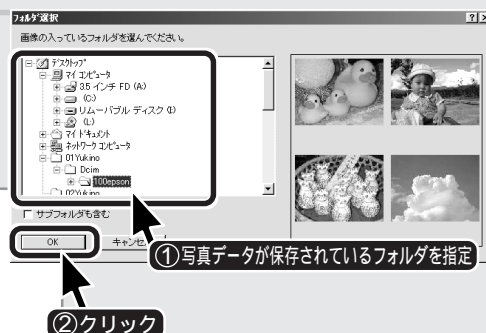 フォルダ選択
画像の入っているフォルダを選んでください。
デスクトップ
マイ コンピュータ
3.5 インチ FD (A:)
(C:)
リムーバブル ディスク (I:)
(L:)
マイ ドキュメント
ネットワーク コンピュータ
01Yukino
Dcim
100epson
02Yukino
サブフォルダも含む
OK
キャンセ
①写真データが保存されているフォルダを指定
②クリック